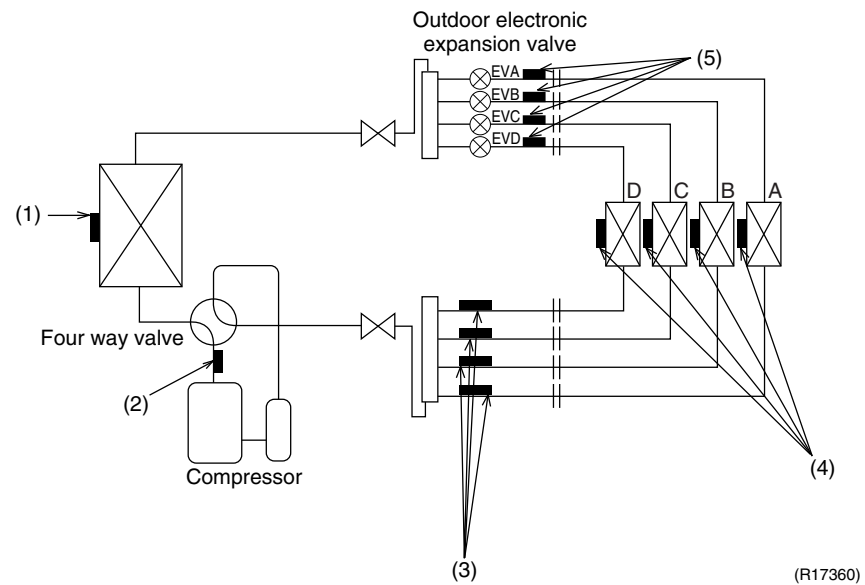 Outdoor electronic
expansion valve
EVA
EVB
EVC
EVD
(5)
(1)
D
C
B
A
Four way valve
(2)
Compressor
(4)
(3)
(R17360)